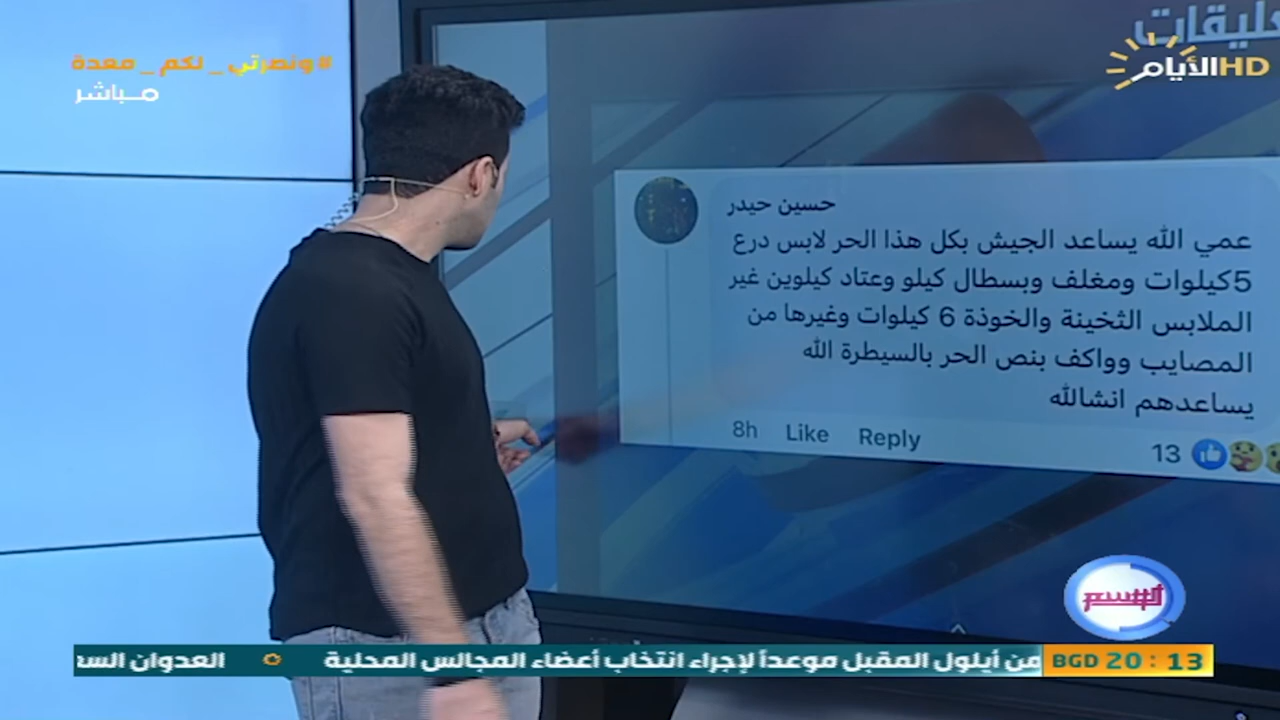 #ونصرتي_لكم_معدة
مباشر
الأيام HD
حسين حيدر
عمي الله يساعد الجيش بكل هذا الحر لابس درع
5كيلوات ومغلف وبسطال كيلو وعتاد كيلوين غير
الملابس الثخينة والخوذة 6 كيلوات وغيرها من
المصايب وواكف بنص الحر بالسيطرة الله
يساعدهم انشالله
8h Like Reply
13
BGD 20:13
من أيلول المقبل موعداً لإجراء انتخاب أعضاء المجالس المحلية
العدوان